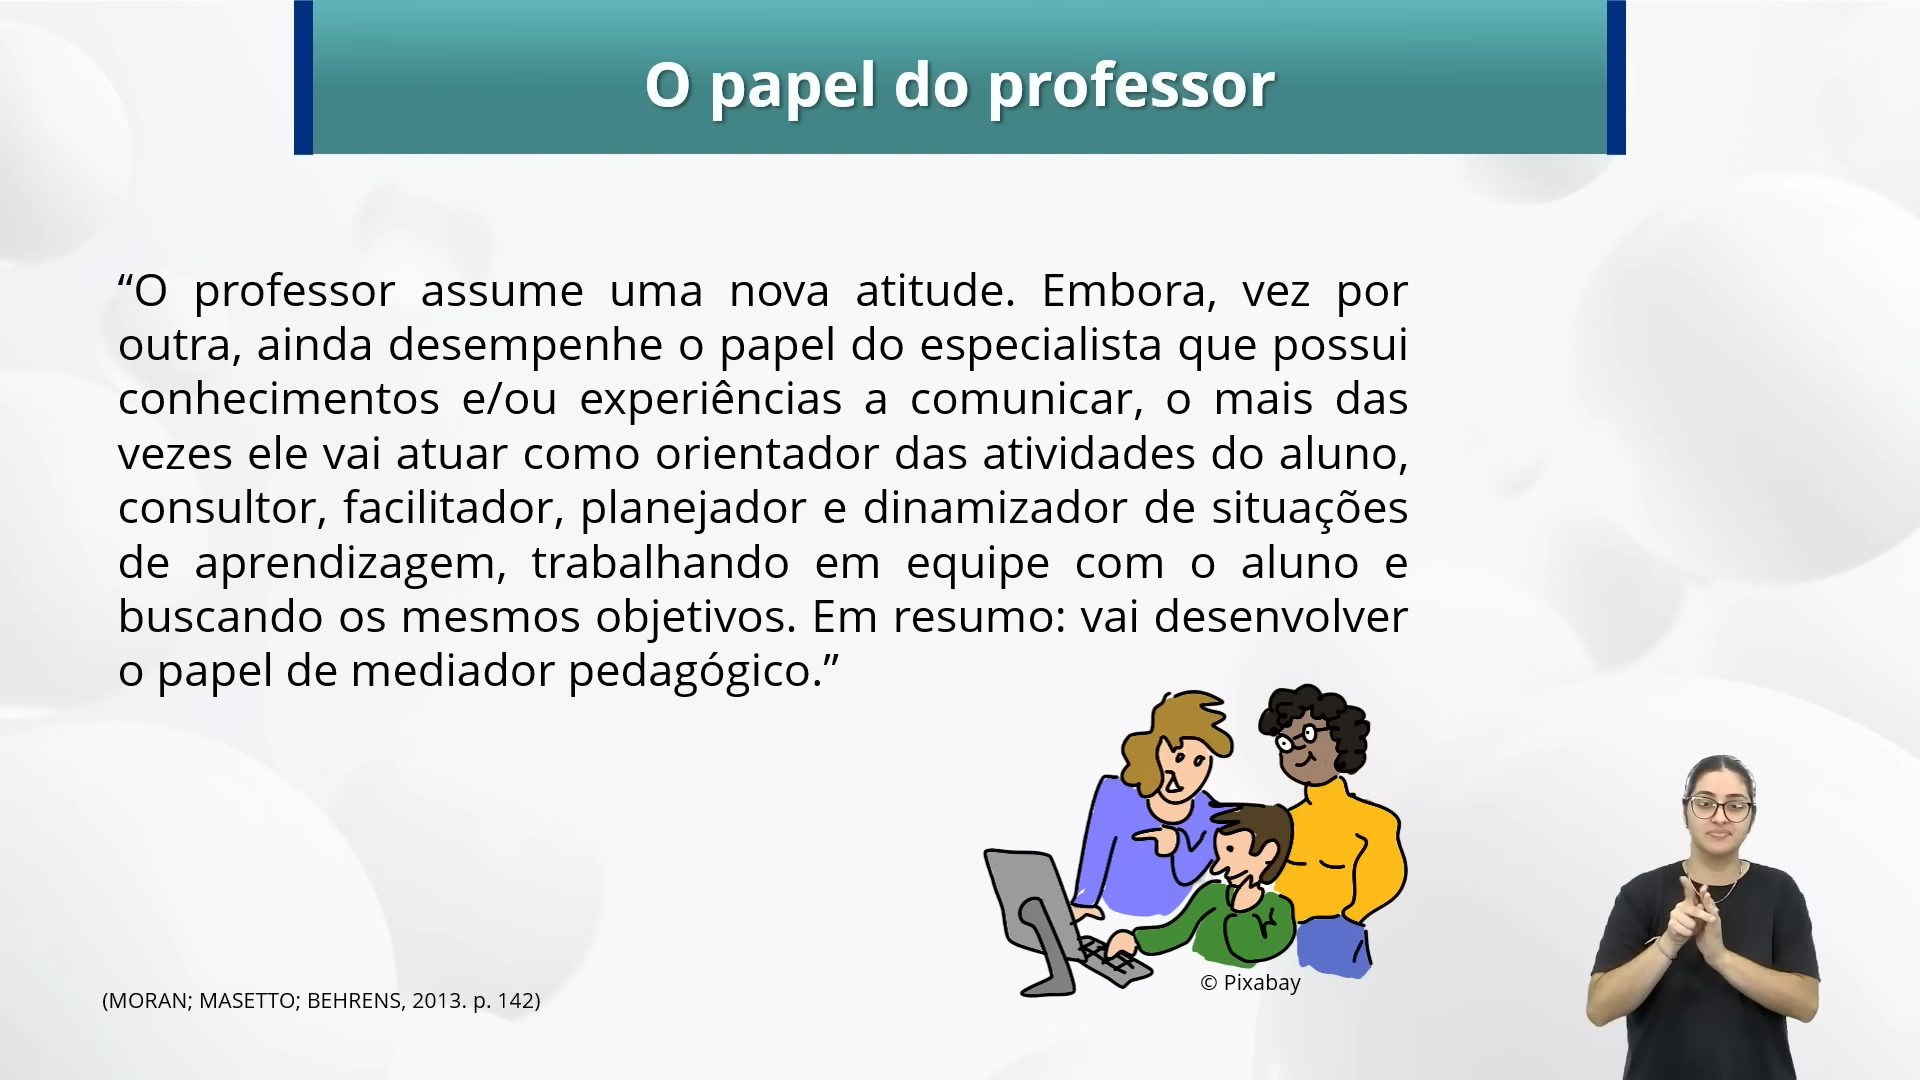 O papel do professor
“O professor assume uma nova atitude. Embora, vez por
outra, ainda desempenhe o papel do especialista que possui
conhecimentos e/ou experiências a comunicar, o mais das
vezes ele vai atuar como orientador das atividades do aluno,
consultor, facilitador, planejador e dinamizador de situações
de aprendizagem, trabalhando em equipe com o aluno e
buscando os mesmos objetivos. Em resumo: vai desenvolver
o papel de mediador pedagógico.”
© Pixabay
(MORAN; MASETTO; BEHRENS, 2013. p. 142)